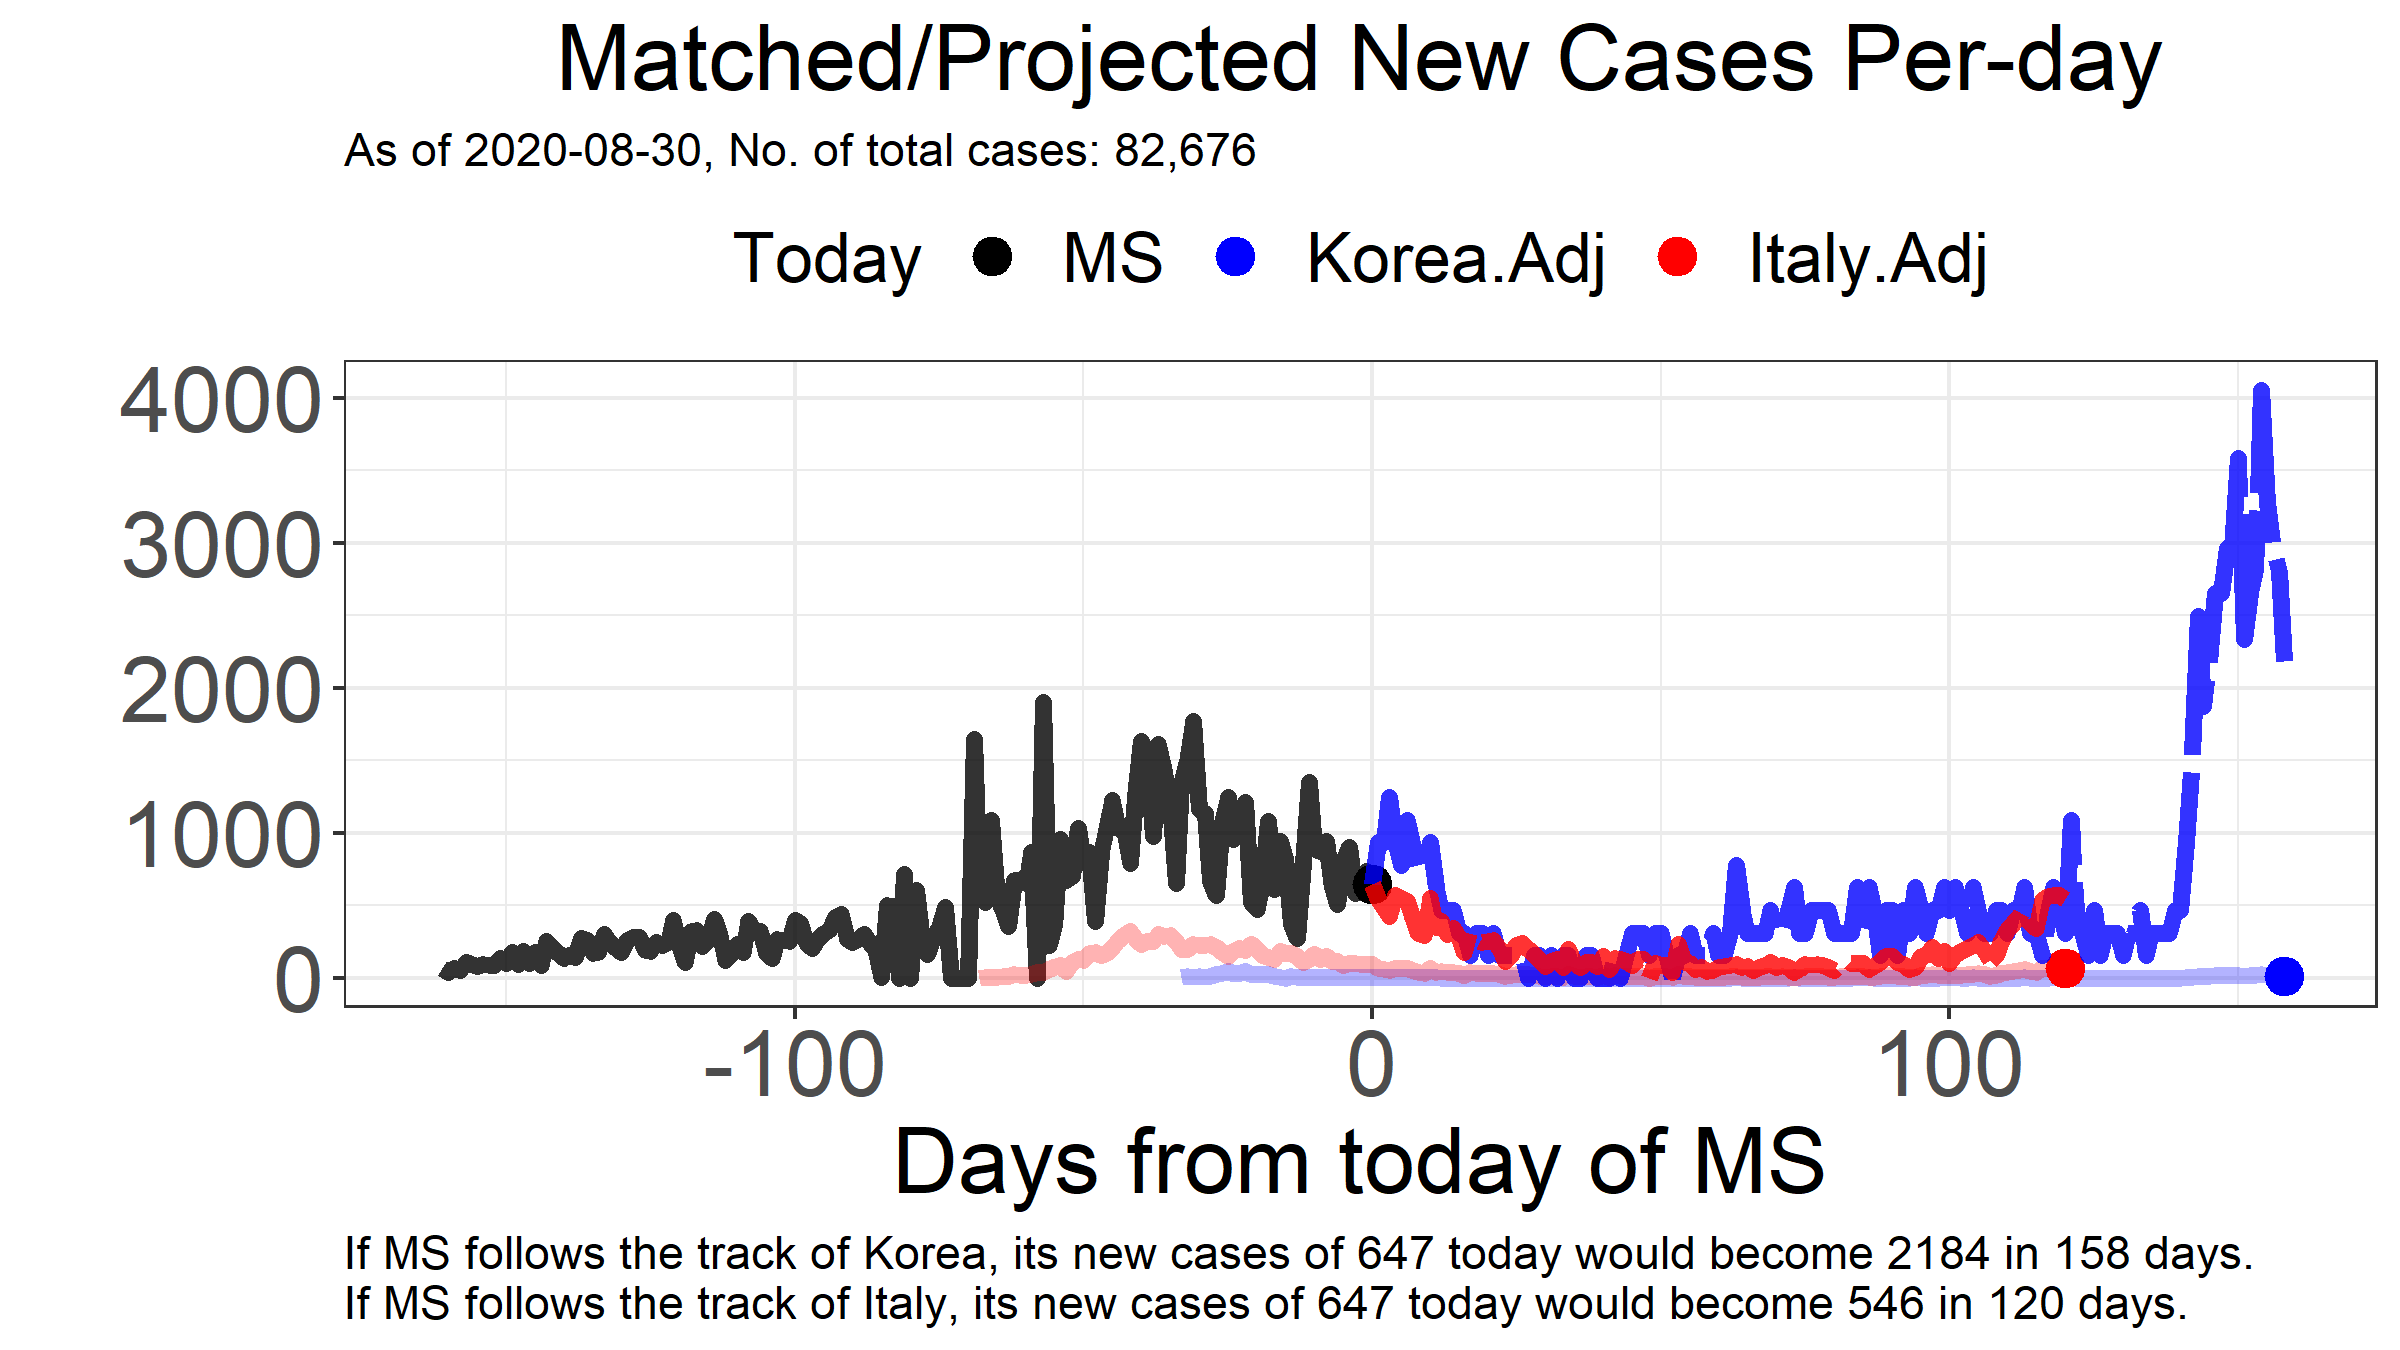 Matched/Projected New Cases Per-day
As of 2020-08-30, No. of total cases: 82,676
Today MS Korea.Adj Italy.Adj
4000
3000
2000
1000
0
-100 0 100
Days from today of MS
If MS follows the track of Korea, its new cases of 647 today would become 2184 in 158 days.
If MS follows the track of Italy, its new cases of 647 today would become 546 in 120 days.